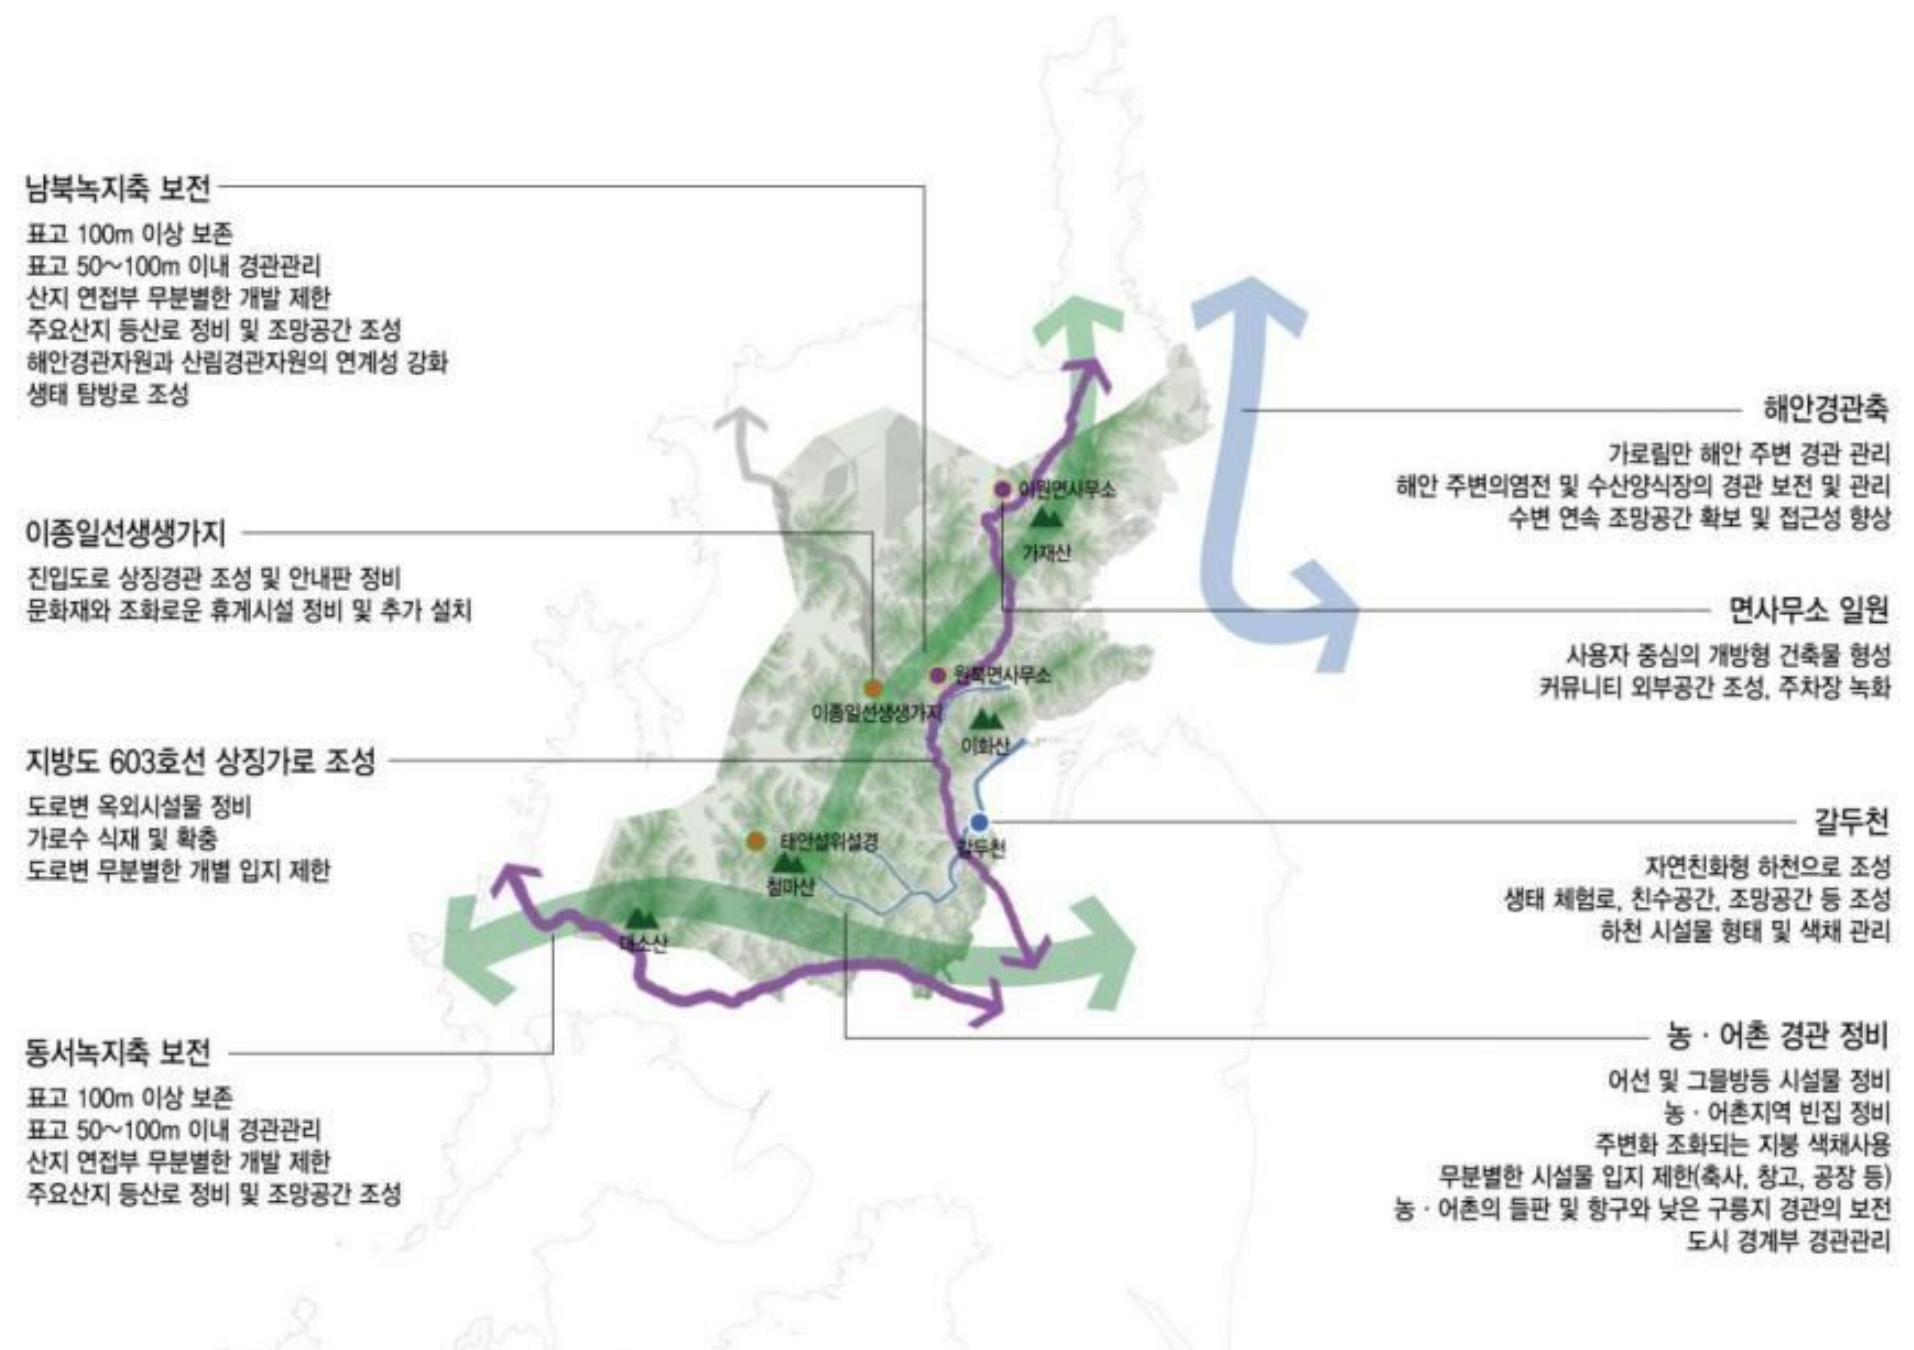 남북녹지축 보전
표고 100m 이상 보존
표고 50~100m 이내 경관관리
산지 연접부 무분별한 개발 제한
주요산지 등산로 정비 및 조망공간 조성
해안경관자원과 산림경관자원의 연계성 강화
생태 탐방로 조성
이종일선생생가지
진입도로 상징경관 조성 및 안내판 정비
문화재와 조화로운 휴게시설 정비 및 추가 설치
지방도 603호선 상징가로 조성
도로변 옥외시설물 정비
가로수 식재 및 확충
도로변 무분별한 개별 입지 제한
동서녹지축 보전
표고 100m 이상 보존
표고 50~100m 이내 경관관리
산지 연접부 무분별한 개발 제한
주요산지 등산로 정비 및 조망공간 조성
이원면사무소
가재산
원북면사무소
이종일선생생가지
이화산
태안설위설경
갈두천
철마산
대소산
해안경관축
가로림만 해안 주변 경관 관리
해안 주변의염전 및 수산양식장의 경관 보전 및 관리
수변 연속 조망공간 확보 및 접근성 향상
면사무소 일원
사용자 중심의 개방형 건축물 형성
커뮤니티 외부공간 조성, 주차장 녹화
갈두천
자연친화형 하천으로 조성
생태 체험로, 친수공간, 조망공간 등 조성
하천 시설물 형태 및 색채 관리
농 · 어촌 경관 정비
어선 및 그믈방등 시설물 정비
농 · 어촌지역 빈집 정비
주변화 조화되는 지붕 색채사용
무분별한 시설물 입지 제한(축사, 창고, 공장 등)
농 · 어촌의 들판 및 항구와 낮은 구릉지 경관의 보전
도시 경계부 경관관리